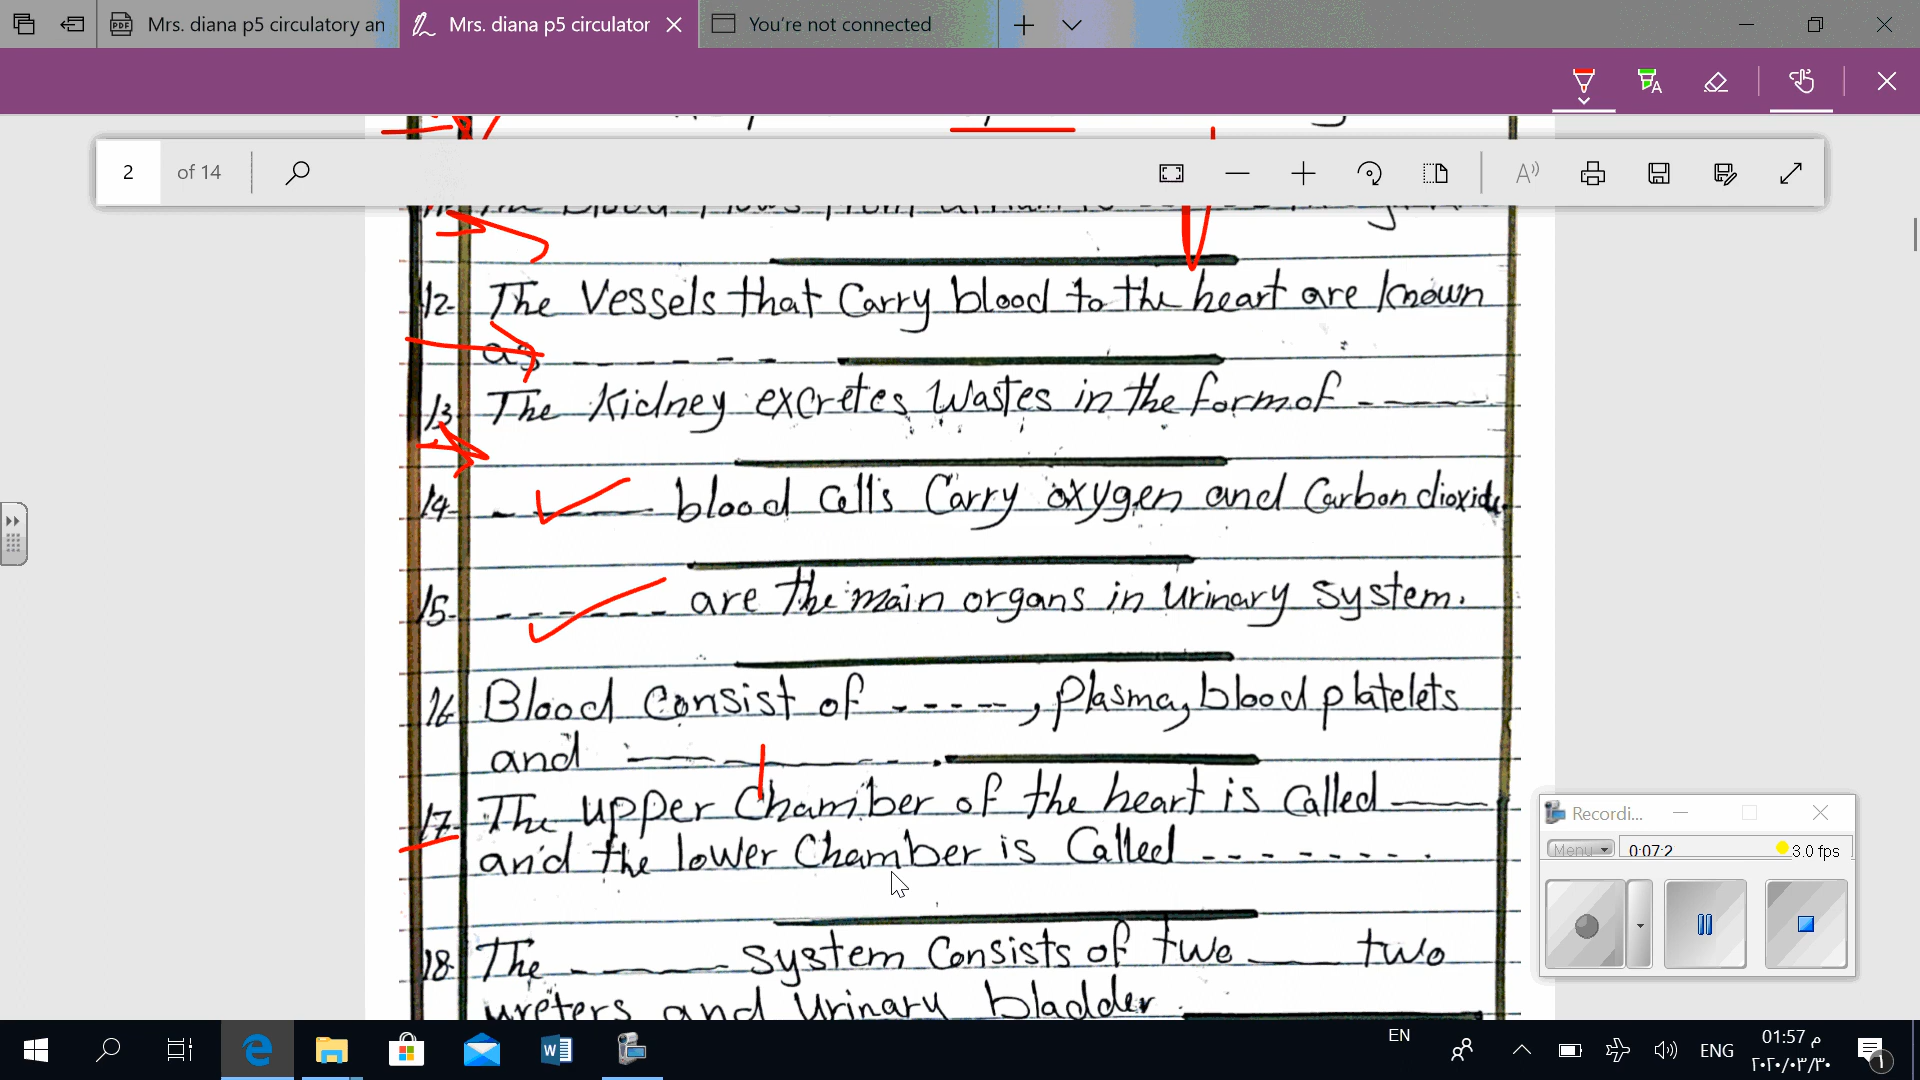 Mrs. diana p5 circulatory an
Mrs. diana p5 circulator
You're not connected
2 of 14
12- The Vessels that Carry blood to the heart are known
as - - - - - -
13- The Kidney excretes Wastes in the form of - - - -
14- - - - - blood cells Carry oxygen and Carbon dioxide.
15- - - - - - - are the main organs in urinary system.
16- Blood Consist of - - - - -, Plasma, blood platelets
and - - - - - .
17- The upper Chamber of the heart is Called ____
and the lower Chamber is Called - - - - - - - .
18- The - - - - system Consists of two ____ two
ureters and Urinary bladder
Recordi...
Menu
0:07:2
3.0 fps
EN
ENG
01:57 م
٢٠٢٠/٠٣/٣٠
1